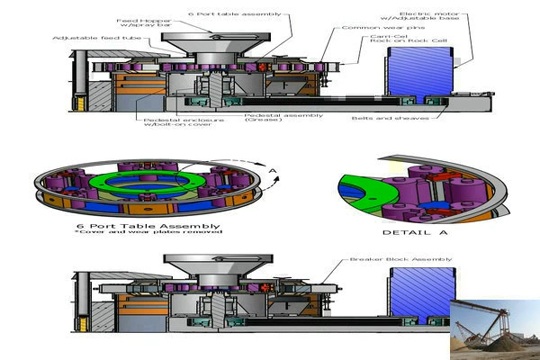 6 Port table assembly
Electric motor
w/Adjustable base
Feed Hopper
w/spray bar
Common wear pins
Adjustable feed tube
Carri-Cel
Rock on Rock Cell
Pedestal enclosure
w/bolt-on cover
Pedestal assembly
(Grease)
Belts and sheaves
A
6 Port Table Assembly
*Cover and wear plates removed
DETAIL A
Breaker Block Assembly